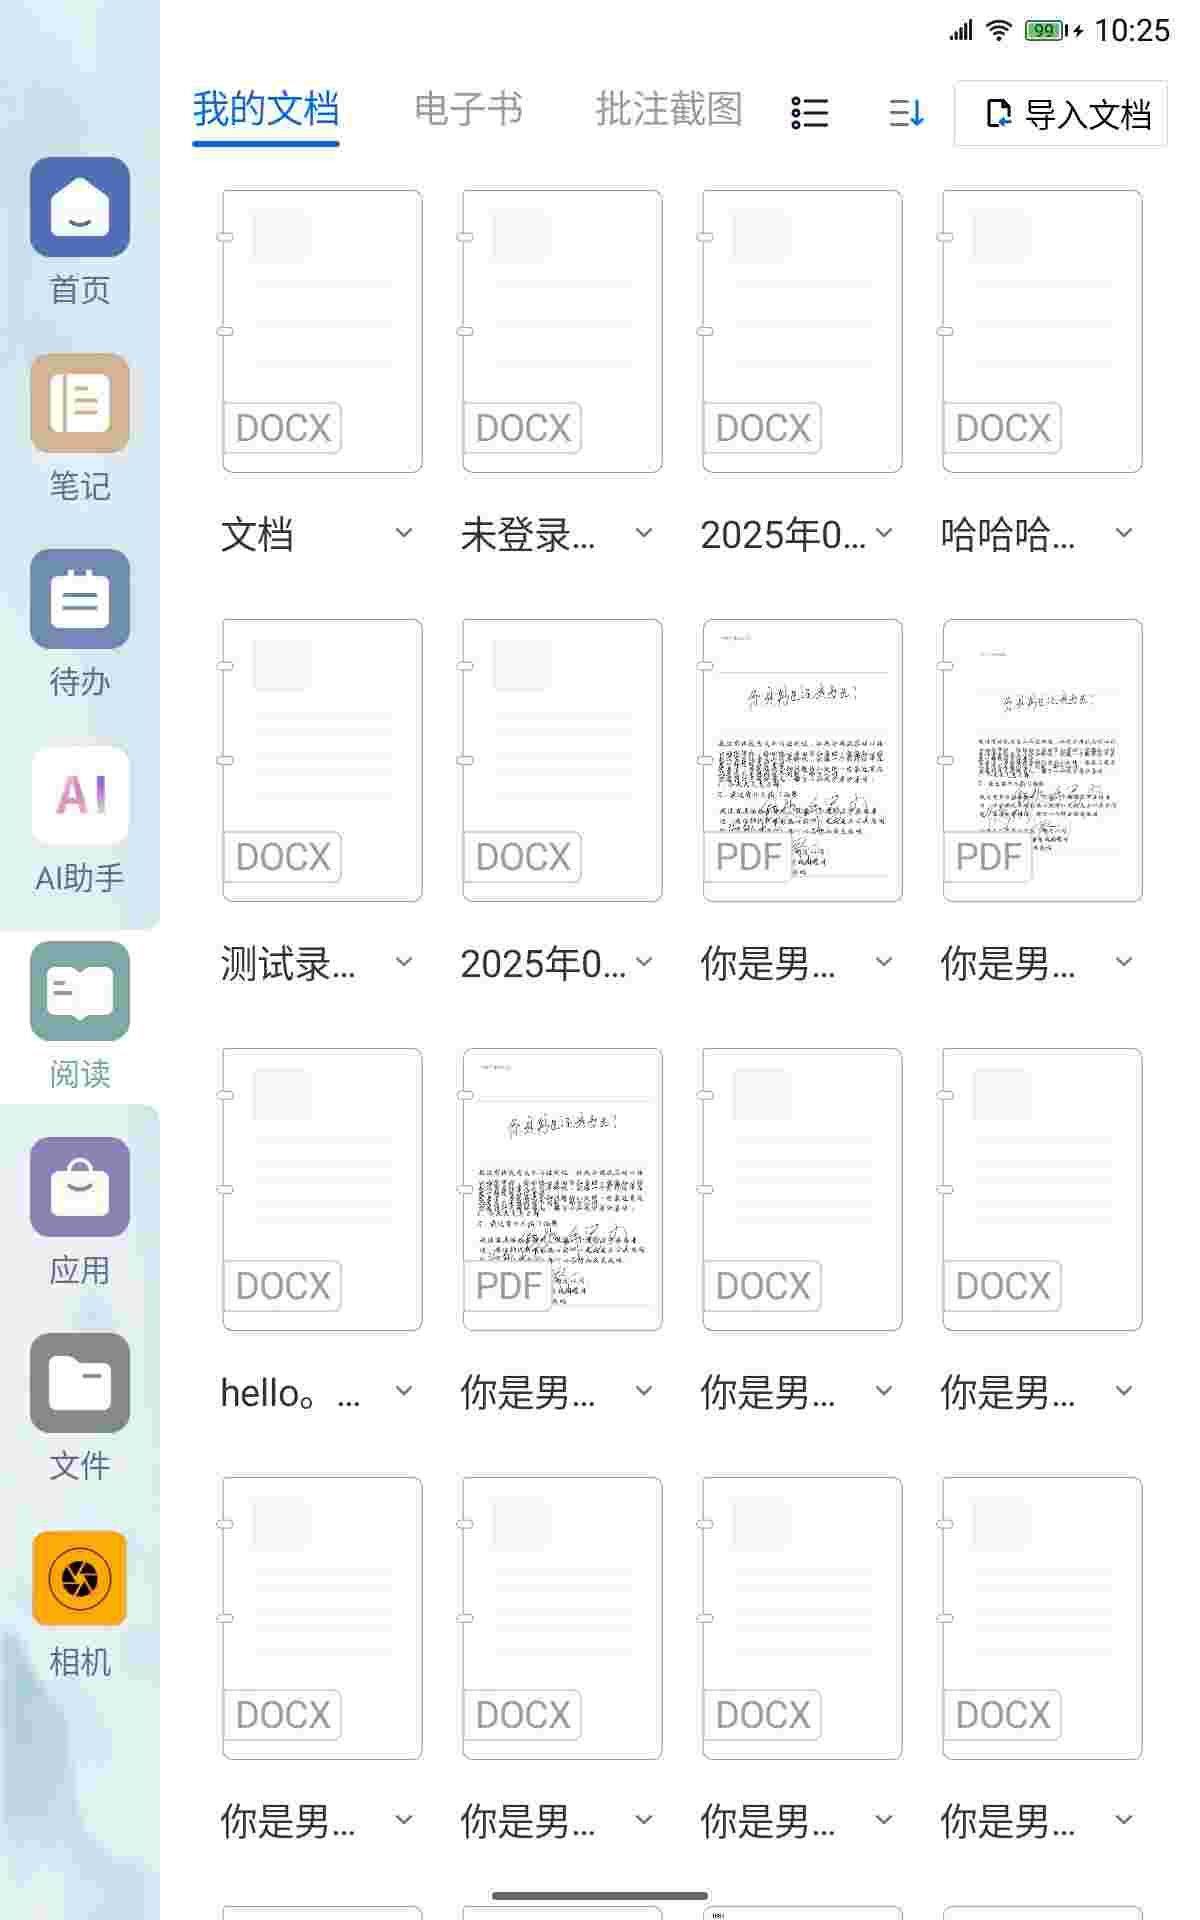 99 10:25
我的文档 电子书 批注截图 导入文档
首页
笔记
待办
AI
AI助手
阅读
应用
文件
相机
DOCX DOCX DOCX DOCX
文档 未登录... 2025年0... 哈哈哈...
DOCX DOCX PDF PDF
测试录... 2025年0... 你是男... 你是男...
DOCX PDF DOCX DOCX
hello。... 你是男... 你是男... 你是男...
DOCX DOCX DOCX DOCX
你是男... 你是男... 你是男... 你是男...